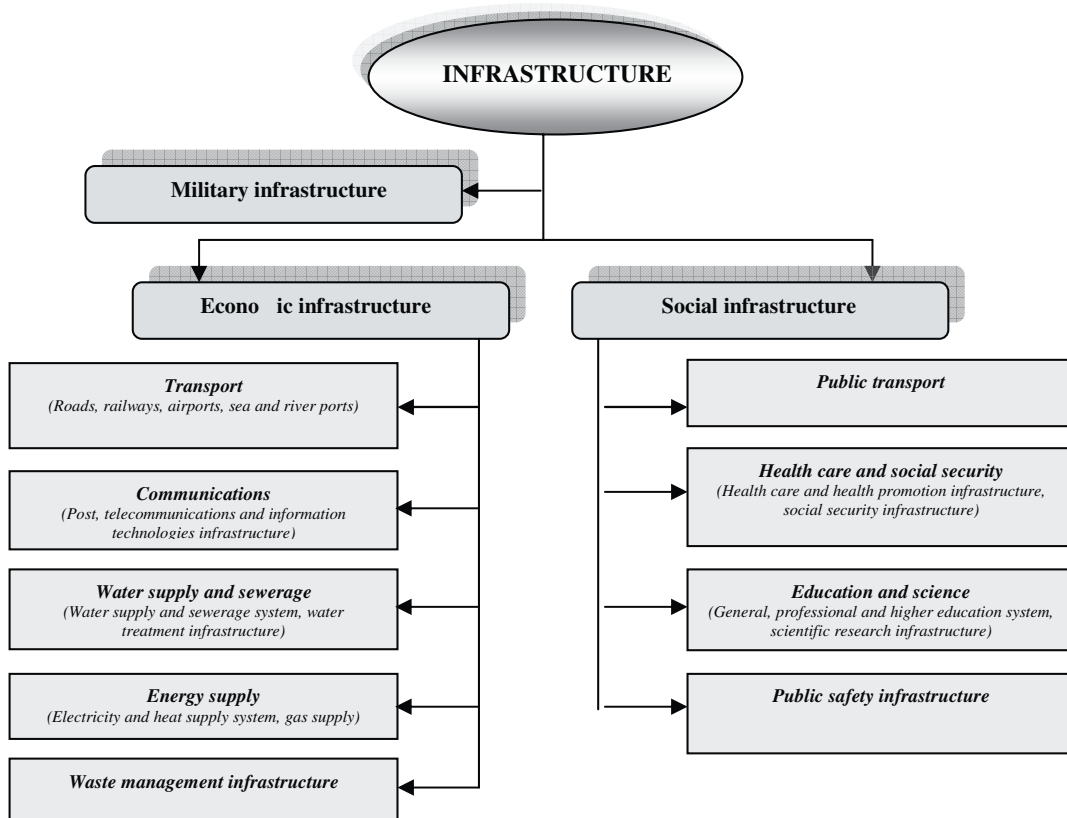 INFRASTRUCTURE
Military infrastructure
Econo ic infrastructure
Social infrastructure
Transport
(Roads, railways, airports, sea and river ports)
Communications
(Post, telecommunications and information
technologies infrastructure)
Water supply and sewerage
(Water supply and sewerage system, water
treatment infrastructure)
Energy supply
(Electricity and heat supply system, gas supply)
Waste management infrastructure
Public transport
Health care and social security
(Health care and health promotion infrastructure,
social security infrastructure)
Education and science
(General, professional and higher education system,
scientific research infrastructure)
Public safety infrastructure